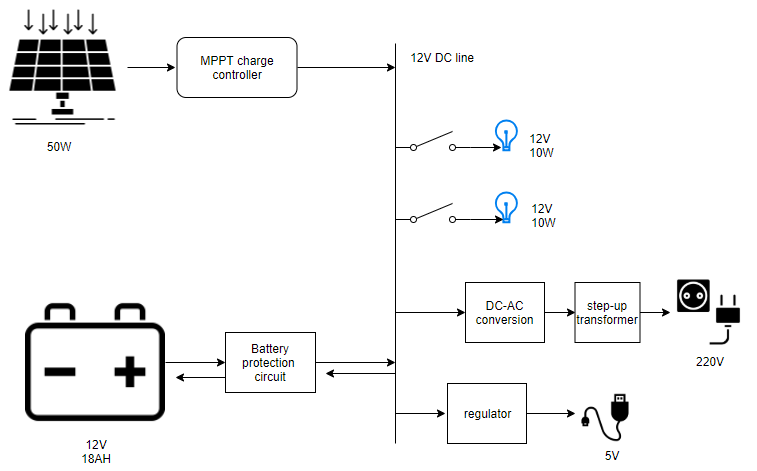 MPPT charge
controller
12V DC line
50W
12V
10W
12V
10W
DC-AC
conversion
step-up
transformer
220V
Battery
protection
circuit
12V
18AH
regulator
5V